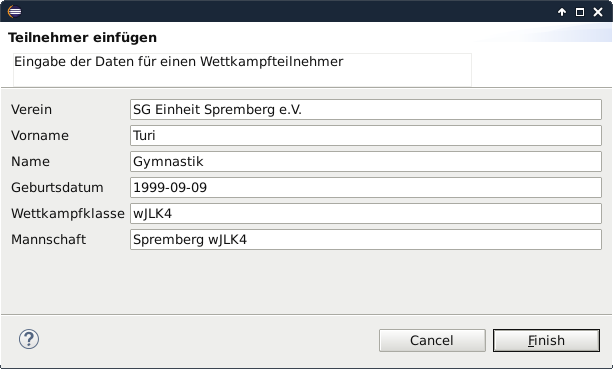 Teilnehmer einfügen
Eingabe der Daten für einen Wettkampfteilnehmer
Verein SG Einheit Spremberg e.V.
Vorname Turi
Name Gymnastik
Geburtsdatum 1999-09-09
Wettkampfklasse wJLK4
Mannschaft Spremberg wJLK4
? Cancel Finish